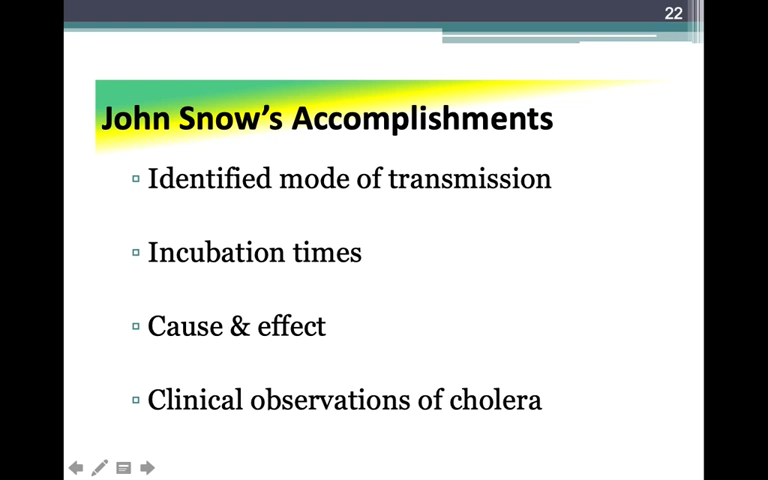 22
John Snow’s Accomplishments
Identified mode of transmission
Incubation times
Cause & effect
Clinical observations of cholera